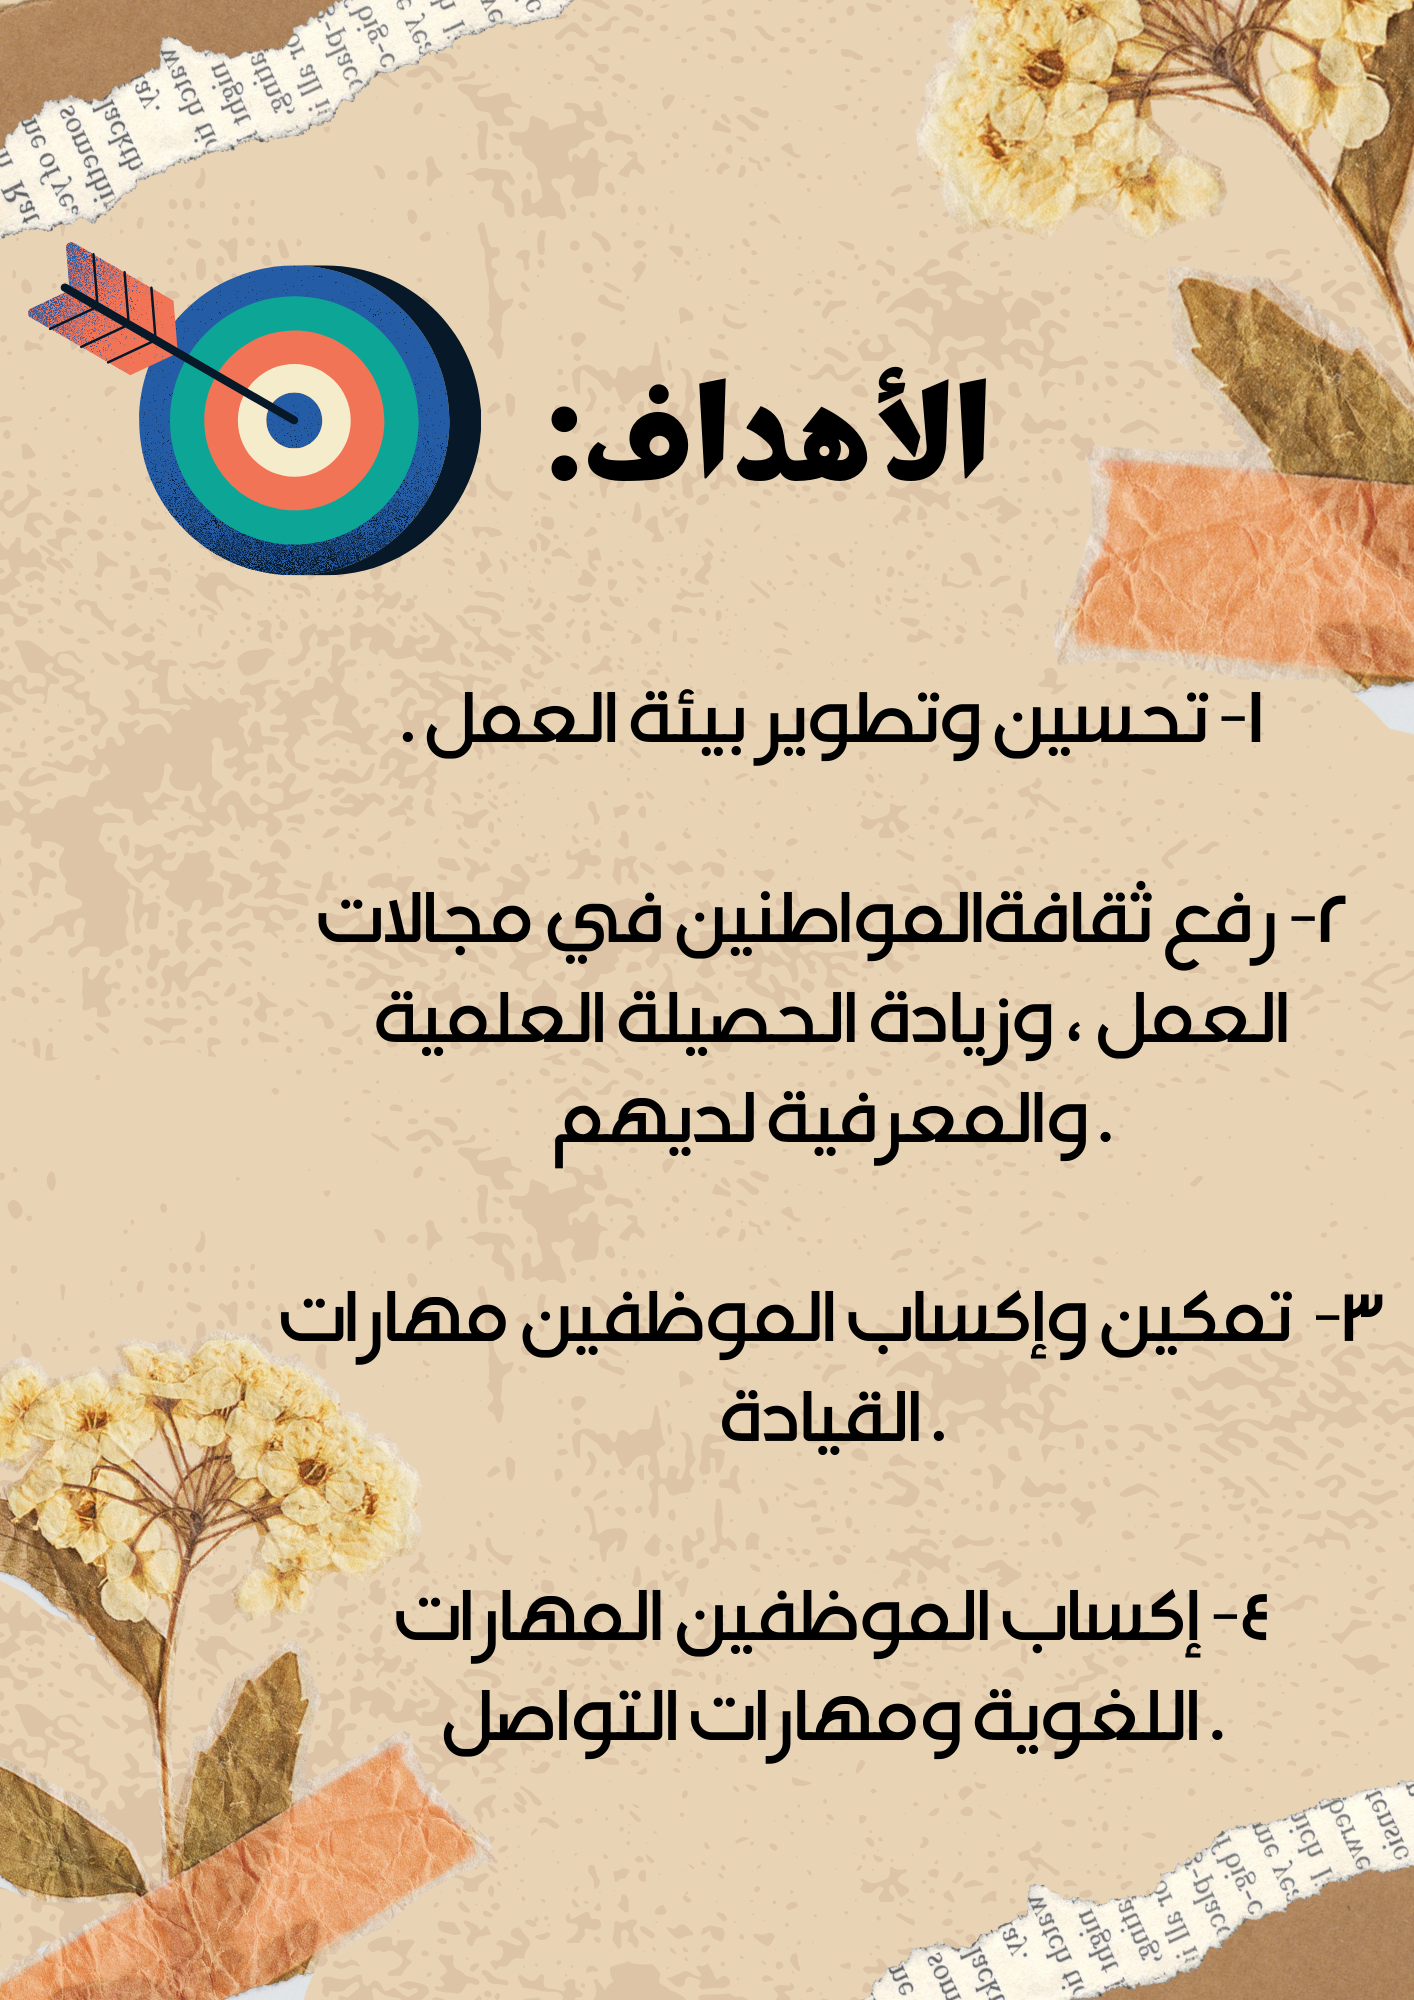 الأهداف:
١- تحسين وتطوير بيئة العمل .
٢- رفع ثقافةالمواطنين في مجالات
العمل ، وزيادة الحصيلة العلمية
. والمعرفية لديهم
٣- تمكين وإكساب الموظفين مهارات
. القيادة
٤- إكساب الموظفين المهارات
. اللغوية ومهارات التواصل